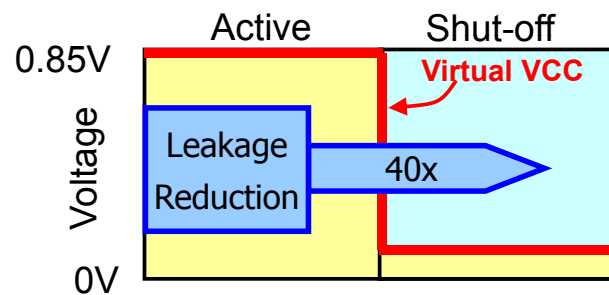 Active
Shut-off
0.85V
Virtual VCC
Voltage
Leakage
Reduction
40x
0V